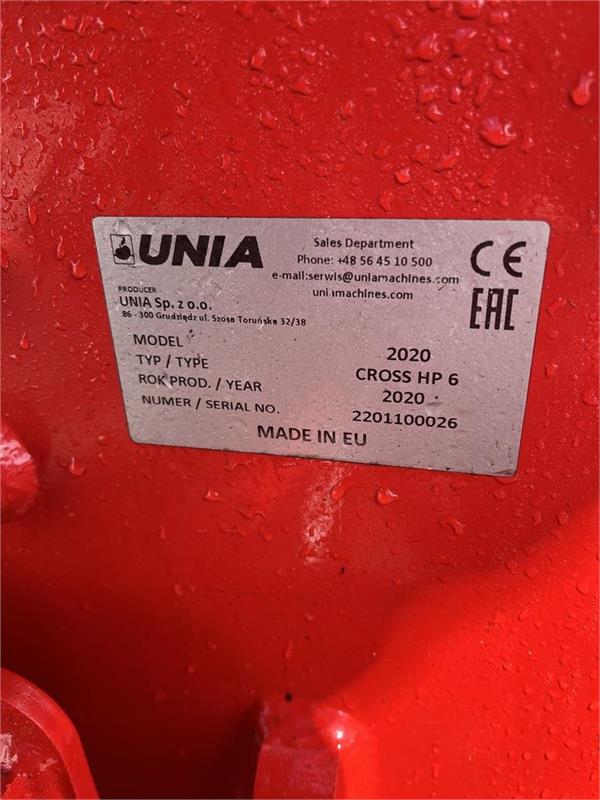 UNIA
Sales Department
Phone: +48 56 45 10 500
e-mail:serwis@uniamachines.com
uniamachines.com
CE
EAC
PRODUCER
UNIA Sp. z o.o.
86 - 300 Grudziądz ul. Szosa Toruńska 32/38
MODEL 2020
TYP / TYPE CROSS HP 6
ROK PROD. / YEAR 2020
NUMER / SERIAL NO. 2201100026
MADE IN EU